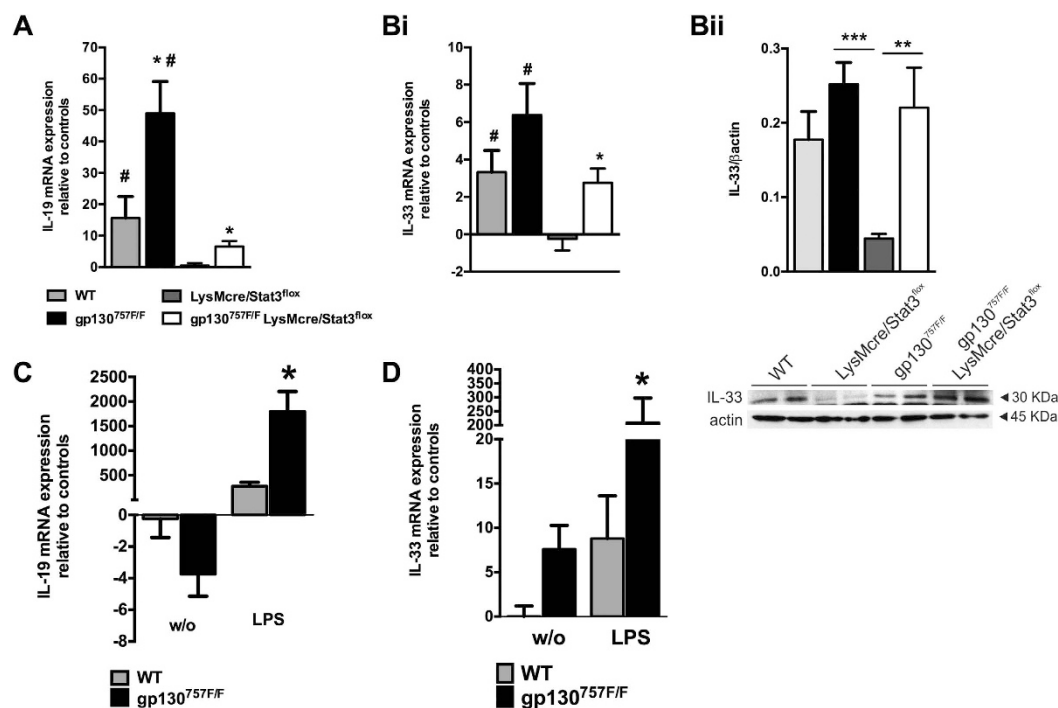 A
IL-19 mRNA expression
relative to controls
70
60
50
40
30
20
10
0
#
* #
*
WT
gp130757F/F
LysMcre/Stat3flox
gp130757F/F LysMcre/Stat3flox
Bi
IL-33 mRNA expression
relative to controls
10
8
6
4
2
0
-2
#
#
*
Bii
IL-33/βactin
0.3
0.2
0.1
0.0
***
**
WT
LysMcre/Stat3flox
gp130757F/F
gp130757F/F
LysMcre/Stat3flox
IL-33
30 KDa
actin
45 KDa
C
IL-19 mRNA expression
relative to controls
2500
2000
1500
1000
500
0
-2
-4
-6
-8
*
w/o
LPS
WT
gp130757F/F
D
IL-33 mRNA expression
relative to controls
400
300
250
200
150
100
50
20
15
10
5
0
*
w/o
LPS
WT
gp130757F/F